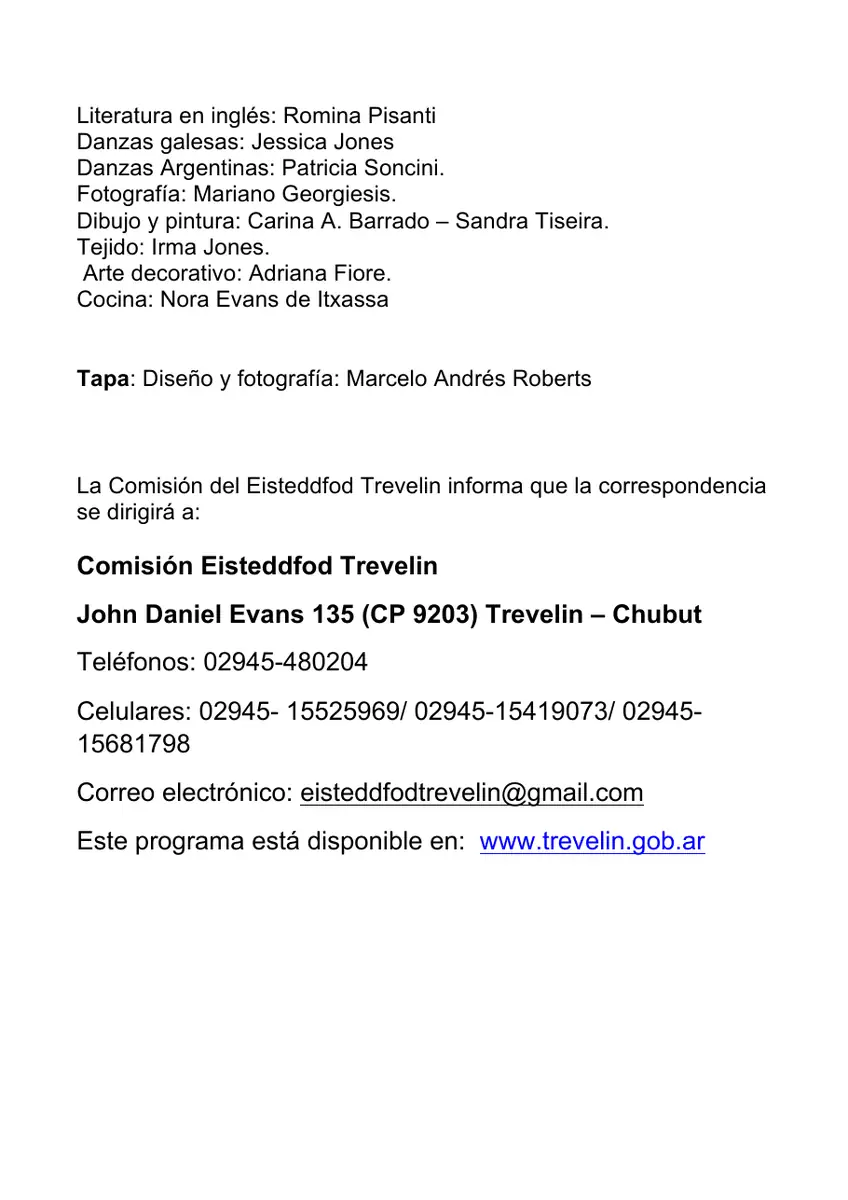 Literatura en inglés: Romina Pisanti
Danzas galesas: Jessica Jones
Danzas Argentinas: Patricia Soncini.
Fotografía: Mariano Georgiesis.
Dibujo y pintura: Carina A. Barrado – Sandra Tiseira.
Tejido: Irma Jones.
Arte decorativo: Adriana Fiore.
Cocina: Nora Evans de Itxassa
Tapa: Diseño y fotografía: Marcelo Andrés Roberts
La Comisión del Eisteddfod Trevelin informa que la correspondencia
se dirigirá a:
Comisión Eisteddfod Trevelin
John Daniel Evans 135 (CP 9203) Trevelin – Chubut
Teléfonos: 02945-480204
Celulares: 02945- 15525969/ 02945-15419073/ 02945-
15681798
Correo electrónico: eisteddfodtrevelin@gmail.com
Este programa está disponible en:  www.trevelin.gob.ar